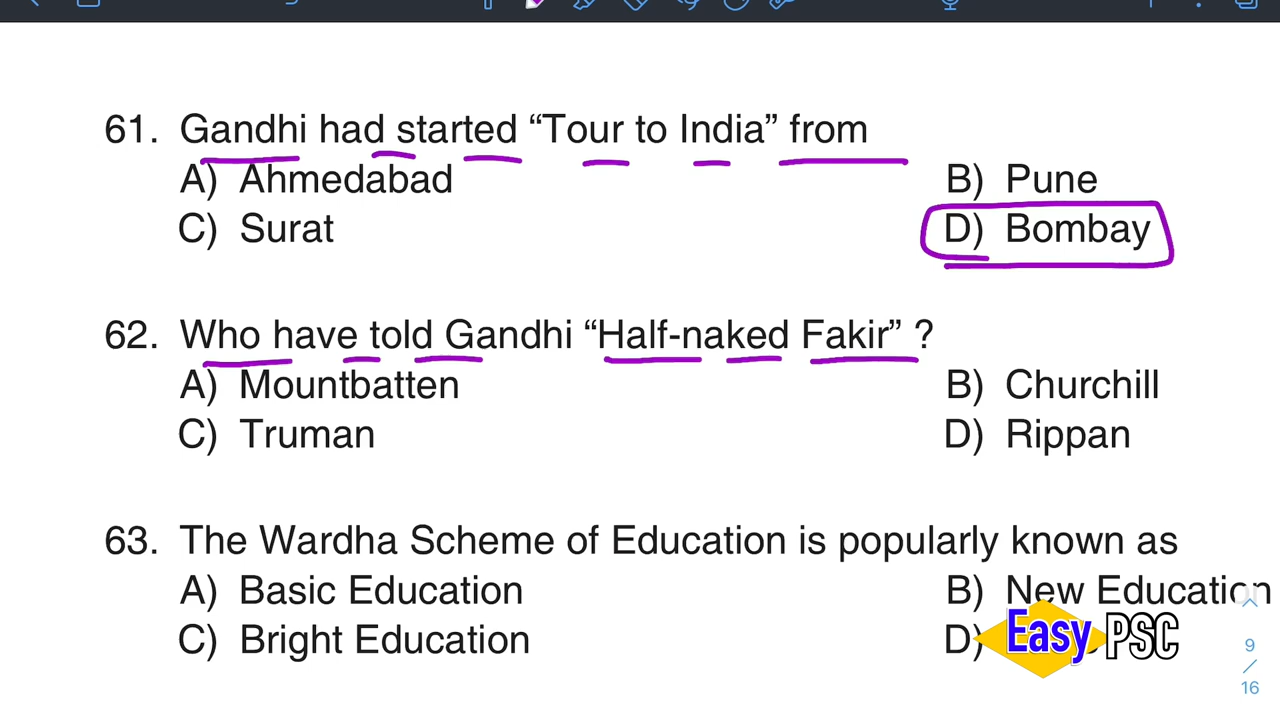 61. Gandhi had started “Tour to India” from
A) Ahmedabad B) Pune
C) Surat D) Bombay
62. Who have told Gandhi “Half-naked Fakir” ?
A) Mountbatten B) Churchill
C) Truman D) Rippan
63. The Wardha Scheme of Education is popularly known as
A) Basic Education B) New Education
C) Bright Education D)
Easy PSC
9
/
16